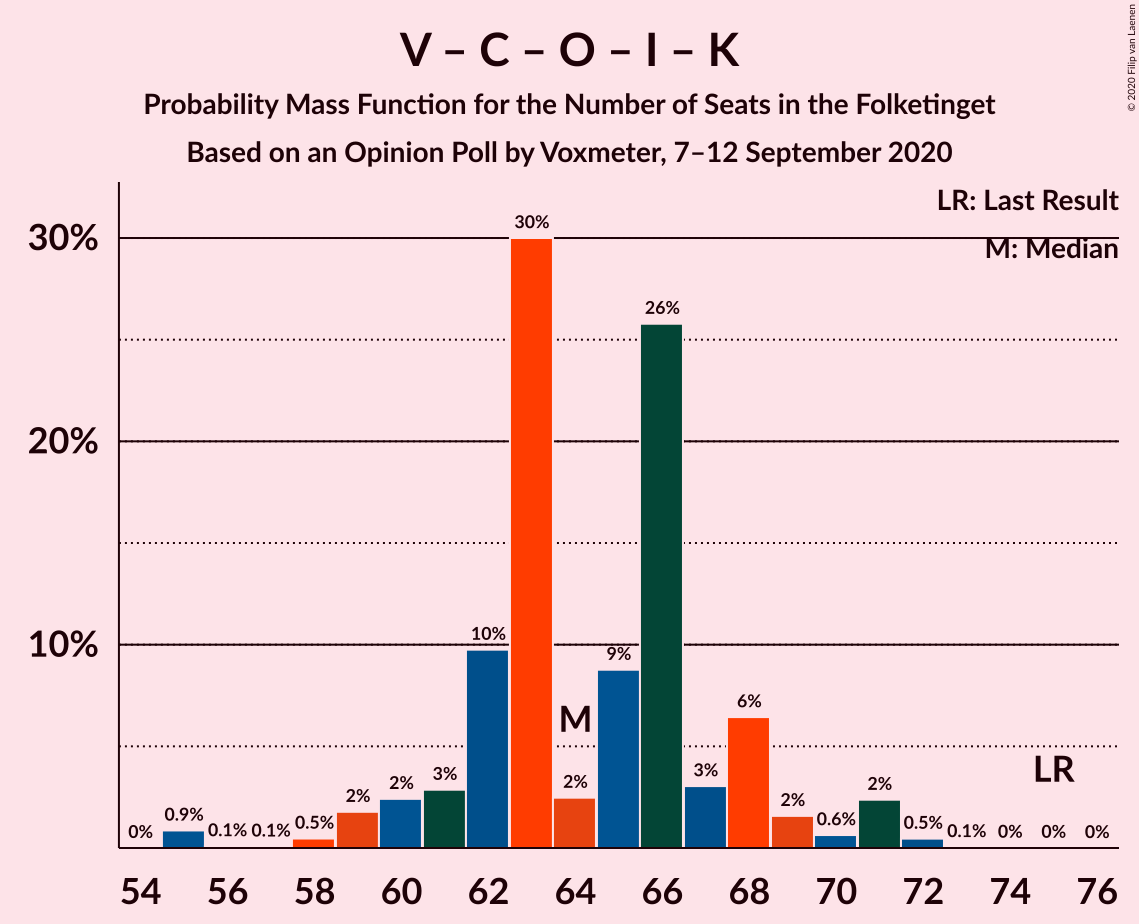 V – C – O – I – K
Probability Mass Function for the Number of Seats in the Folketinget
Based on an Opinion Poll by Voxmeter, 7–12 September 2020
© 2020 Filip van Laenen
LR: Last Result
M: Median
30%
20%
10%
0%
0.9%
0.1%
0.1%
0.5%
2%
2%
3%
10%
30%
2%
9%
26%
3%
6%
2%
0.6%
2%
0.5%
0.1%
0%
0%
0%
M
LR
54 56 58 60 62 64 66 68 70 72 74 76